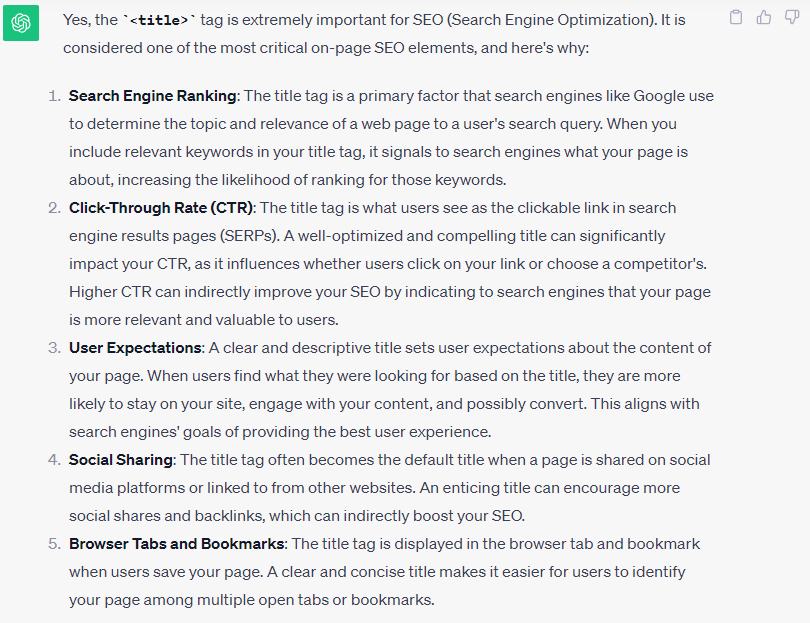 Yes, the `<title>` tag is extremely important for SEO (Search Engine Optimization). It is
considered one of the most critical on-page SEO elements, and here's why:
1. Search Engine Ranking: The title tag is a primary factor that search engines like Google use
to determine the topic and relevance of a web page to a user's search query. When you
include relevant keywords in your title tag, it signals to search engines what your page is
about, increasing the likelihood of ranking for those keywords.
2. Click-Through Rate (CTR): The title tag is what users see as the clickable link in search
engine results pages (SERPs). A well-optimized and compelling title can significantly
impact your CTR, as it influences whether users click on your link or choose a competitor's.
Higher CTR can indirectly improve your SEO by indicating to search engines that your page
is more relevant and valuable to users.
3. User Expectations: A clear and descriptive title sets user expectations about the content of
your page. When users find what they were looking for based on the title, they are more
likely to stay on your site, engage with your content, and possibly convert. This aligns with
search engines' goals of providing the best user experience.
4. Social Sharing: The title tag often becomes the default title when a page is shared on social
media platforms or linked to from other websites. An enticing title can encourage more
social shares and backlinks, which can indirectly boost your SEO.
5. Browser Tabs and Bookmarks: The title tag is displayed in the browser tab and bookmark
when users save your page. A clear and concise title makes it easier for users to identify
your page among multiple open tabs or bookmarks.